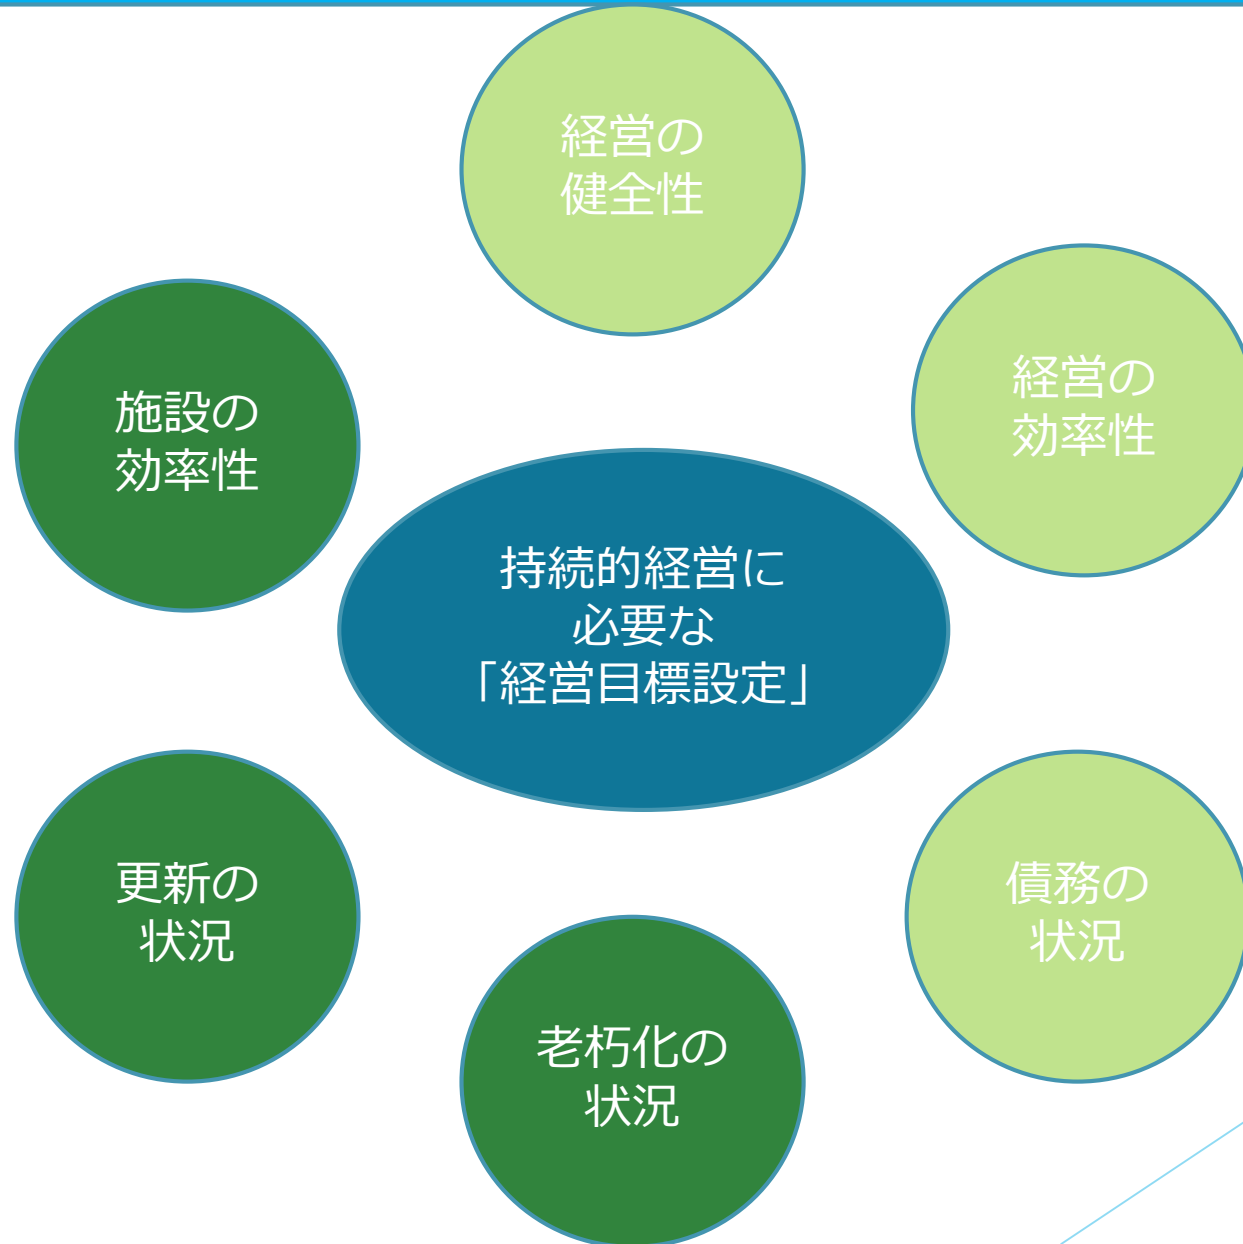 経営の
健全性
経営の
効率性
施設の
効率性
持続的経営に
必要な
「経営目標設定」
更新の
状況
債務の
状況
老朽化の
状況